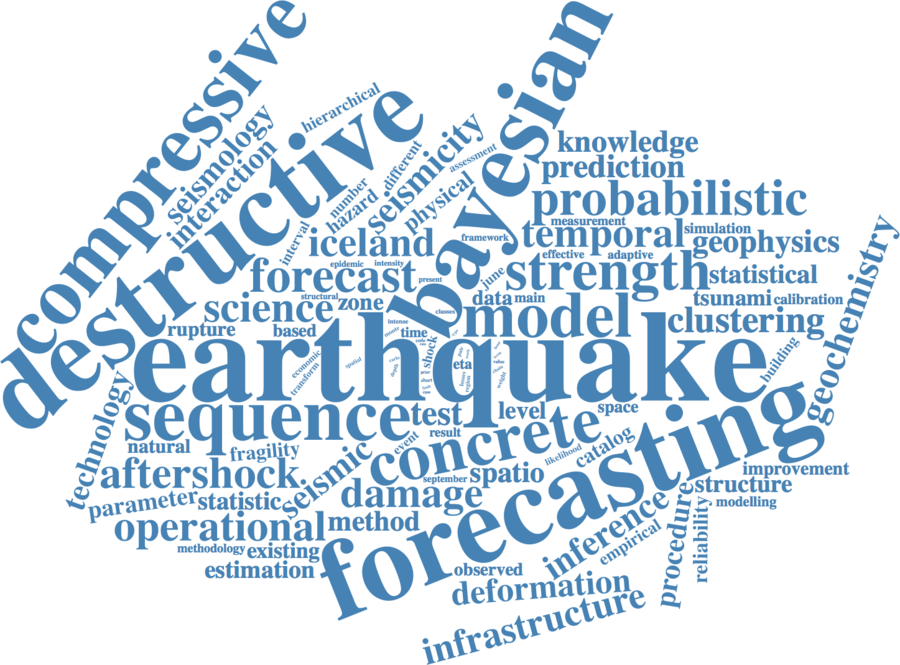 compressive
destructive
bayesian
hierarchical
seismology
interaction
seismicity
assessment
different
number
hazard
physical
interval
knowledge
prediction
probabilistic
measurement
temporal
simulation
geophysics
iceland
framework
effective
adaptive
forecast
epidemic
intensity
present
june
strength
statistical
geochemistry
science
structural
zone
data
main
tsunami
calibration
rupture
based
time
shock
classes
intense
model
clustering
economic
transform
spatial
earthquake
eta
building
technology
sequence
test
level
space
result
concrete
natural
fragility
event
likelihood
catalog
aftershock
seismic
september
spatio
improvement
parameter
statistic
damage
forecasting
structure
modelling
operational
method
inference
procedure
reliability
empirical
methodology
existing
estimation
observed
deformation
infrastructure